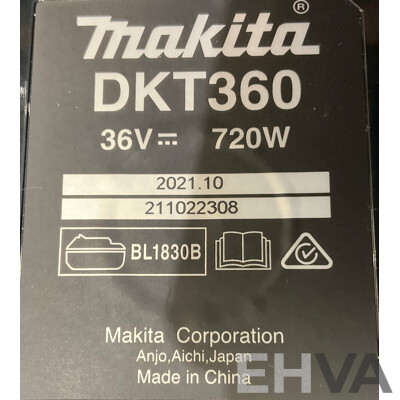 makita®
DKT360
36V⎓ 720W
2021.10
211022308
BL1830B
Makita Corporation
Anjo,Aichi,Japan
Made in China
EHVA